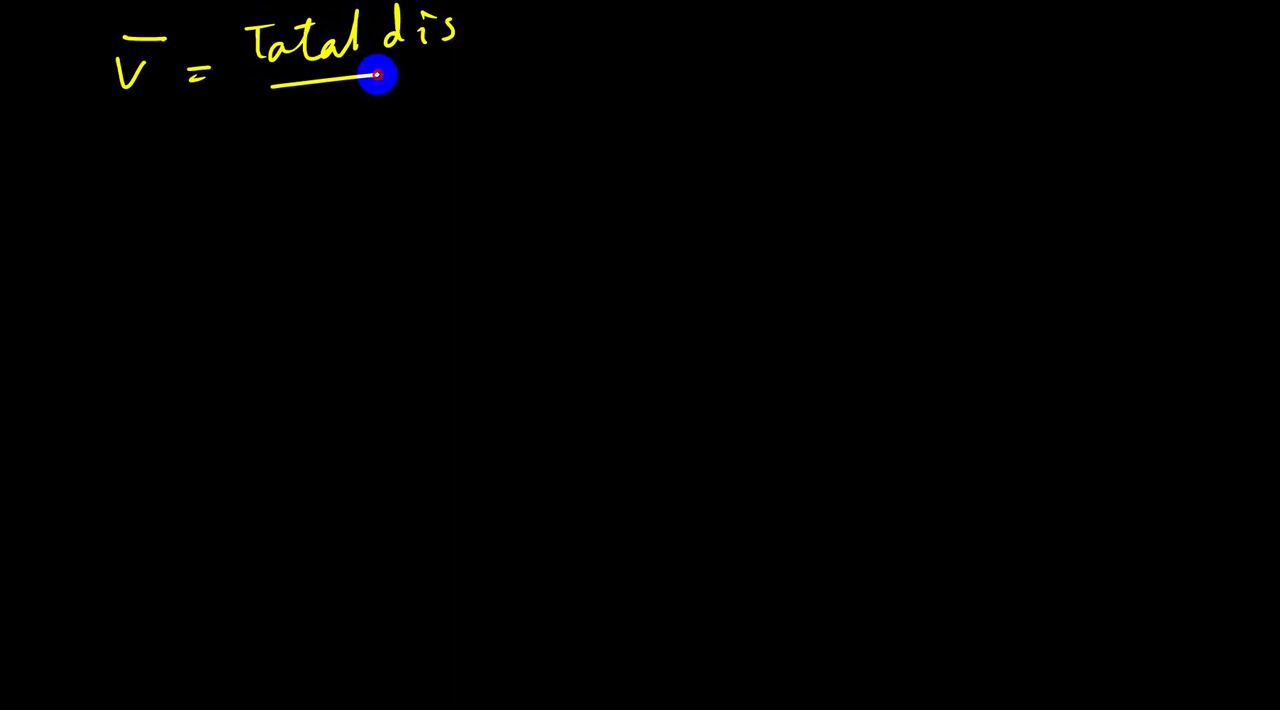 V̅ = Tatal dis